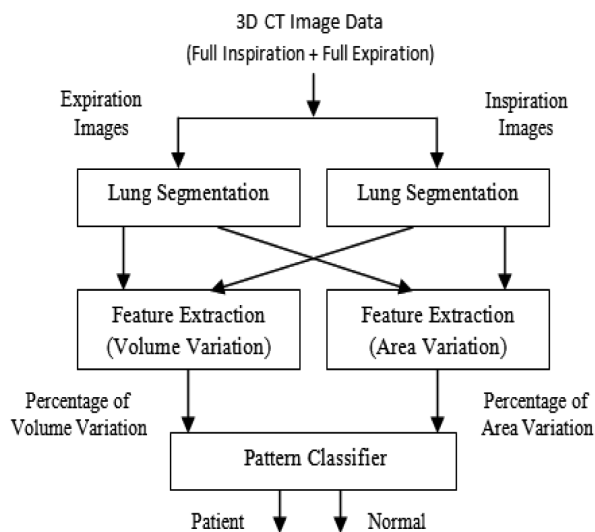 3D CT Image Data
(Full Inspiration + Full Expiration)
Expiration
Images
Inspiration
Images
Lung Segmentation
Lung Segmentation
Feature Extraction
(Volume Variation)
Feature Extraction
(Area Variation)
Percentage of
Volume Variation
Percentage of
Area Variation
Pattern Classifier
Patient
Normal